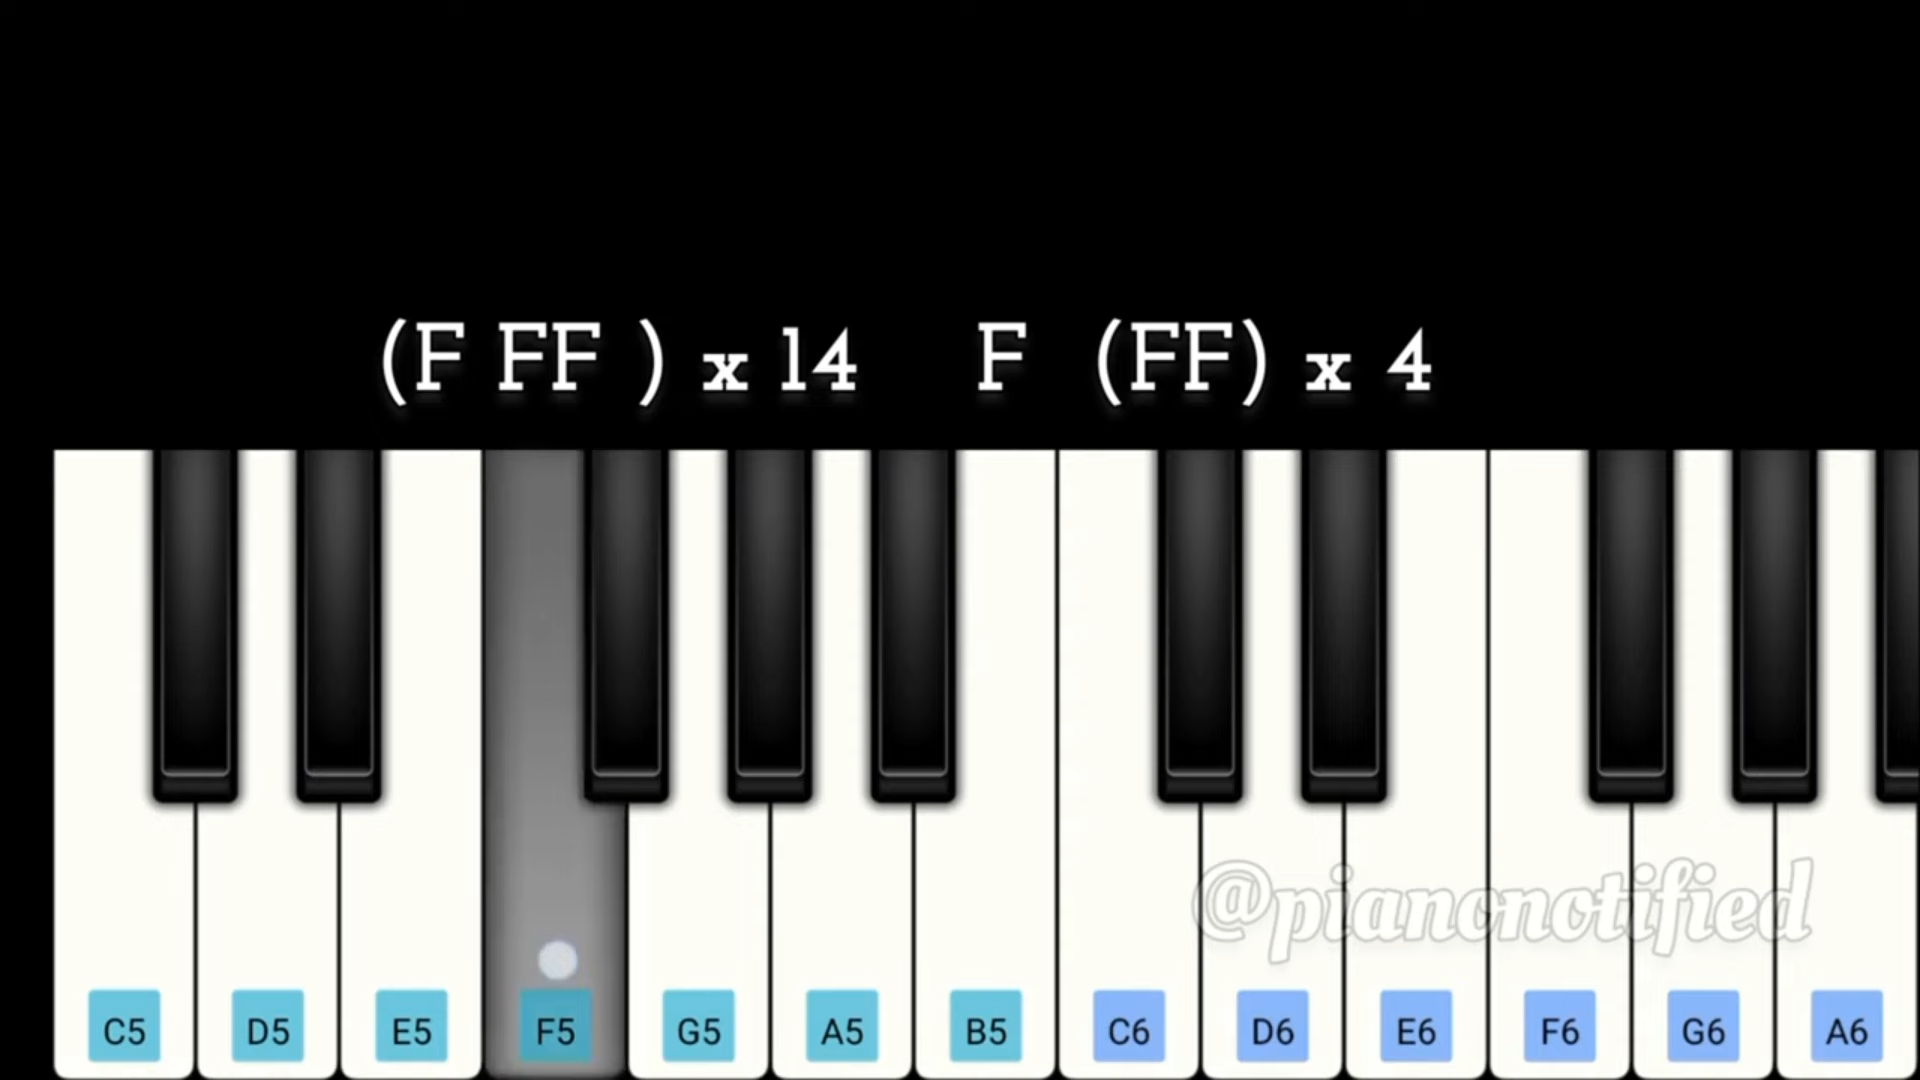 (F FF ) x 14 F (FF) x 4
@pianonotified
C5 D5 E5 F5 G5 A5 B5 C6 D6 E6 F6 G6 A6